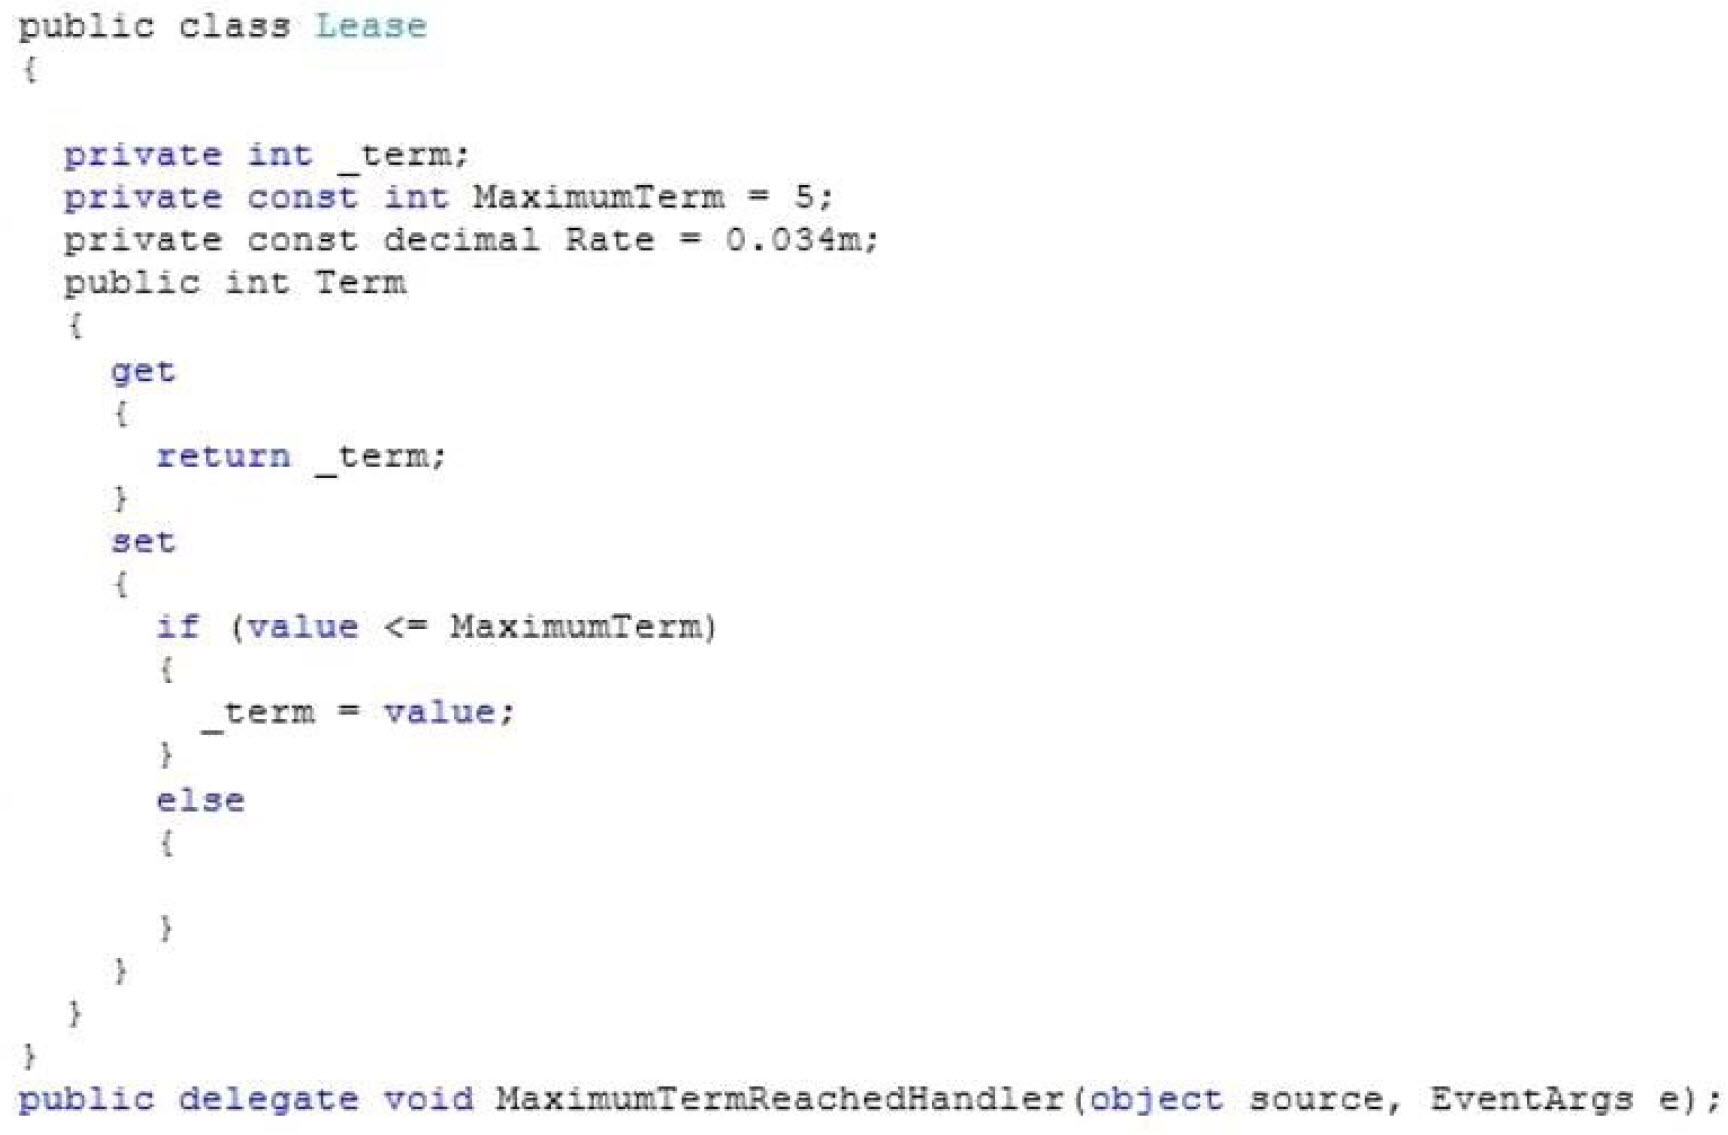 public class Lease
{
private int _term;
private const int MaximumTerm = 5;
private const decimal Rate = 0.034m;
public int Term
{
get
{
return _term;
}
set
{
if (value <= MaximumTerm)
{
_term = value;
}
else
{
}
}
}
}
public delegate void MaximumTermReachedHandler(object source, EventArgs e);